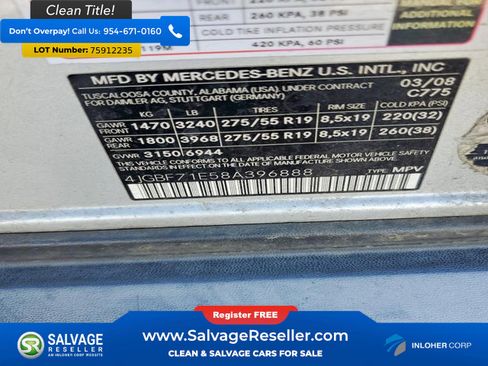 Clean Title!
Don't Overpay! Call Us: 954-671-0160
Lot Number: 75912235
REAR 260 KPA, 38 PSI
COLD TIRE INFLATION PRESSURE
420 KPA, 60 PSI
ADDITIONAL
INFORMATION
MFD BY MERCEDES-BENZ U.S. INTL., INC
TUSCALOOSA COUNTY, ALABAMA (USA), UNDER CONTRACT 03/08
FOR DAIMLER AG, STUTTGART (GERMANY) C775
KG LB TIRES RIM SIZE COLD KPA (PSI)
GAWR FRONT 1470 3240 275/55 R19 8,5x19 220(32)
GAWR REAR 1800 3968 275/55 R19 8,5x19 260(38)
GVWR 3150 6944
THIS VEHICLE CONFORMS TO ALL APPLICABLE FEDERAL MOTOR VEHICLE SAFETY
STANDARDS IN EFFECT ON THE DATE OF MANUFACTURE SHOWN ABOVE.
4JGBF71E58A396888 TYPE: MPV
Register FREE
www.SalvageReseller.com
CLEAN & SALVAGE CARS FOR SALE
SALVAGE
RESELLER
AN INLOHER CORP WEBSITE
INLOHER CORP